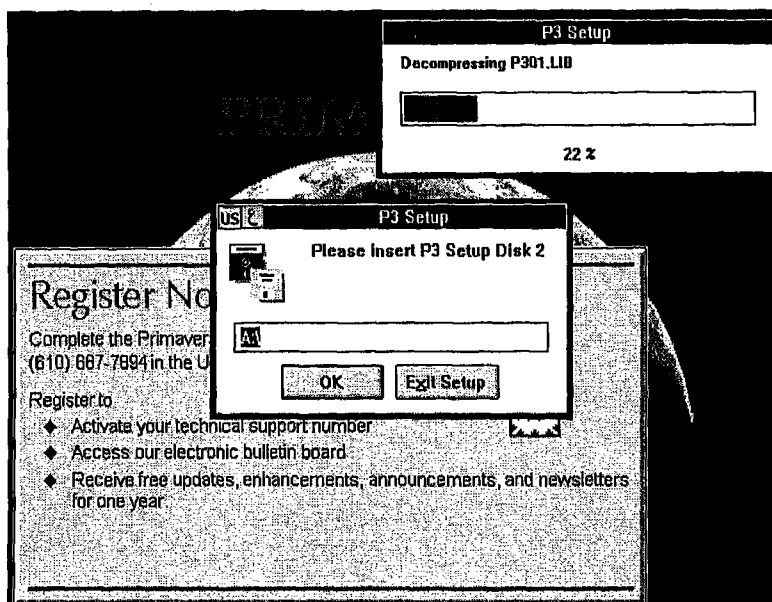 P3 Setup
Decompressing P301.LIB
22 %
PRIM
US ع
P3 Setup
Please insert P3 Setup Disk 2
OK
Exit Setup
Register No
Complete the Primaver
(610) 667-7894 in the U
Register to
◆ Activate your technical support number
◆ Access our electronic bulletin board
◆ Receive free updates, enhancements, announcements, and newsletters
for one year.